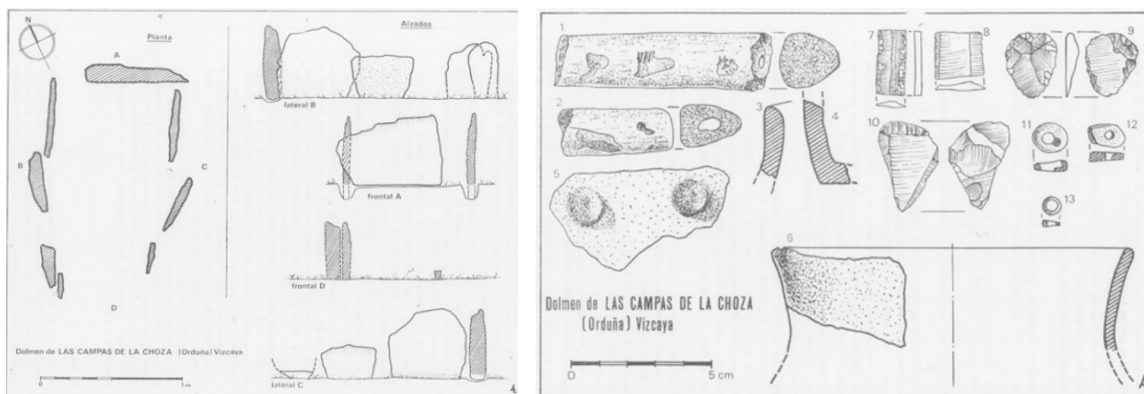 N
Planta
Alzados
A
lateral B
B
C
frontal A
frontal D
D
Dolmen de LAS CAMPAS DE LA CHOZA (Orduña) Vizcaya
0
1m
lateral C
1
2
3
4
5
6
7
8
9
10
11
12
13
Dolmen de LAS CAMPAS DE LA CHOZA
(Orduña) Vizcaya
0
5 cm